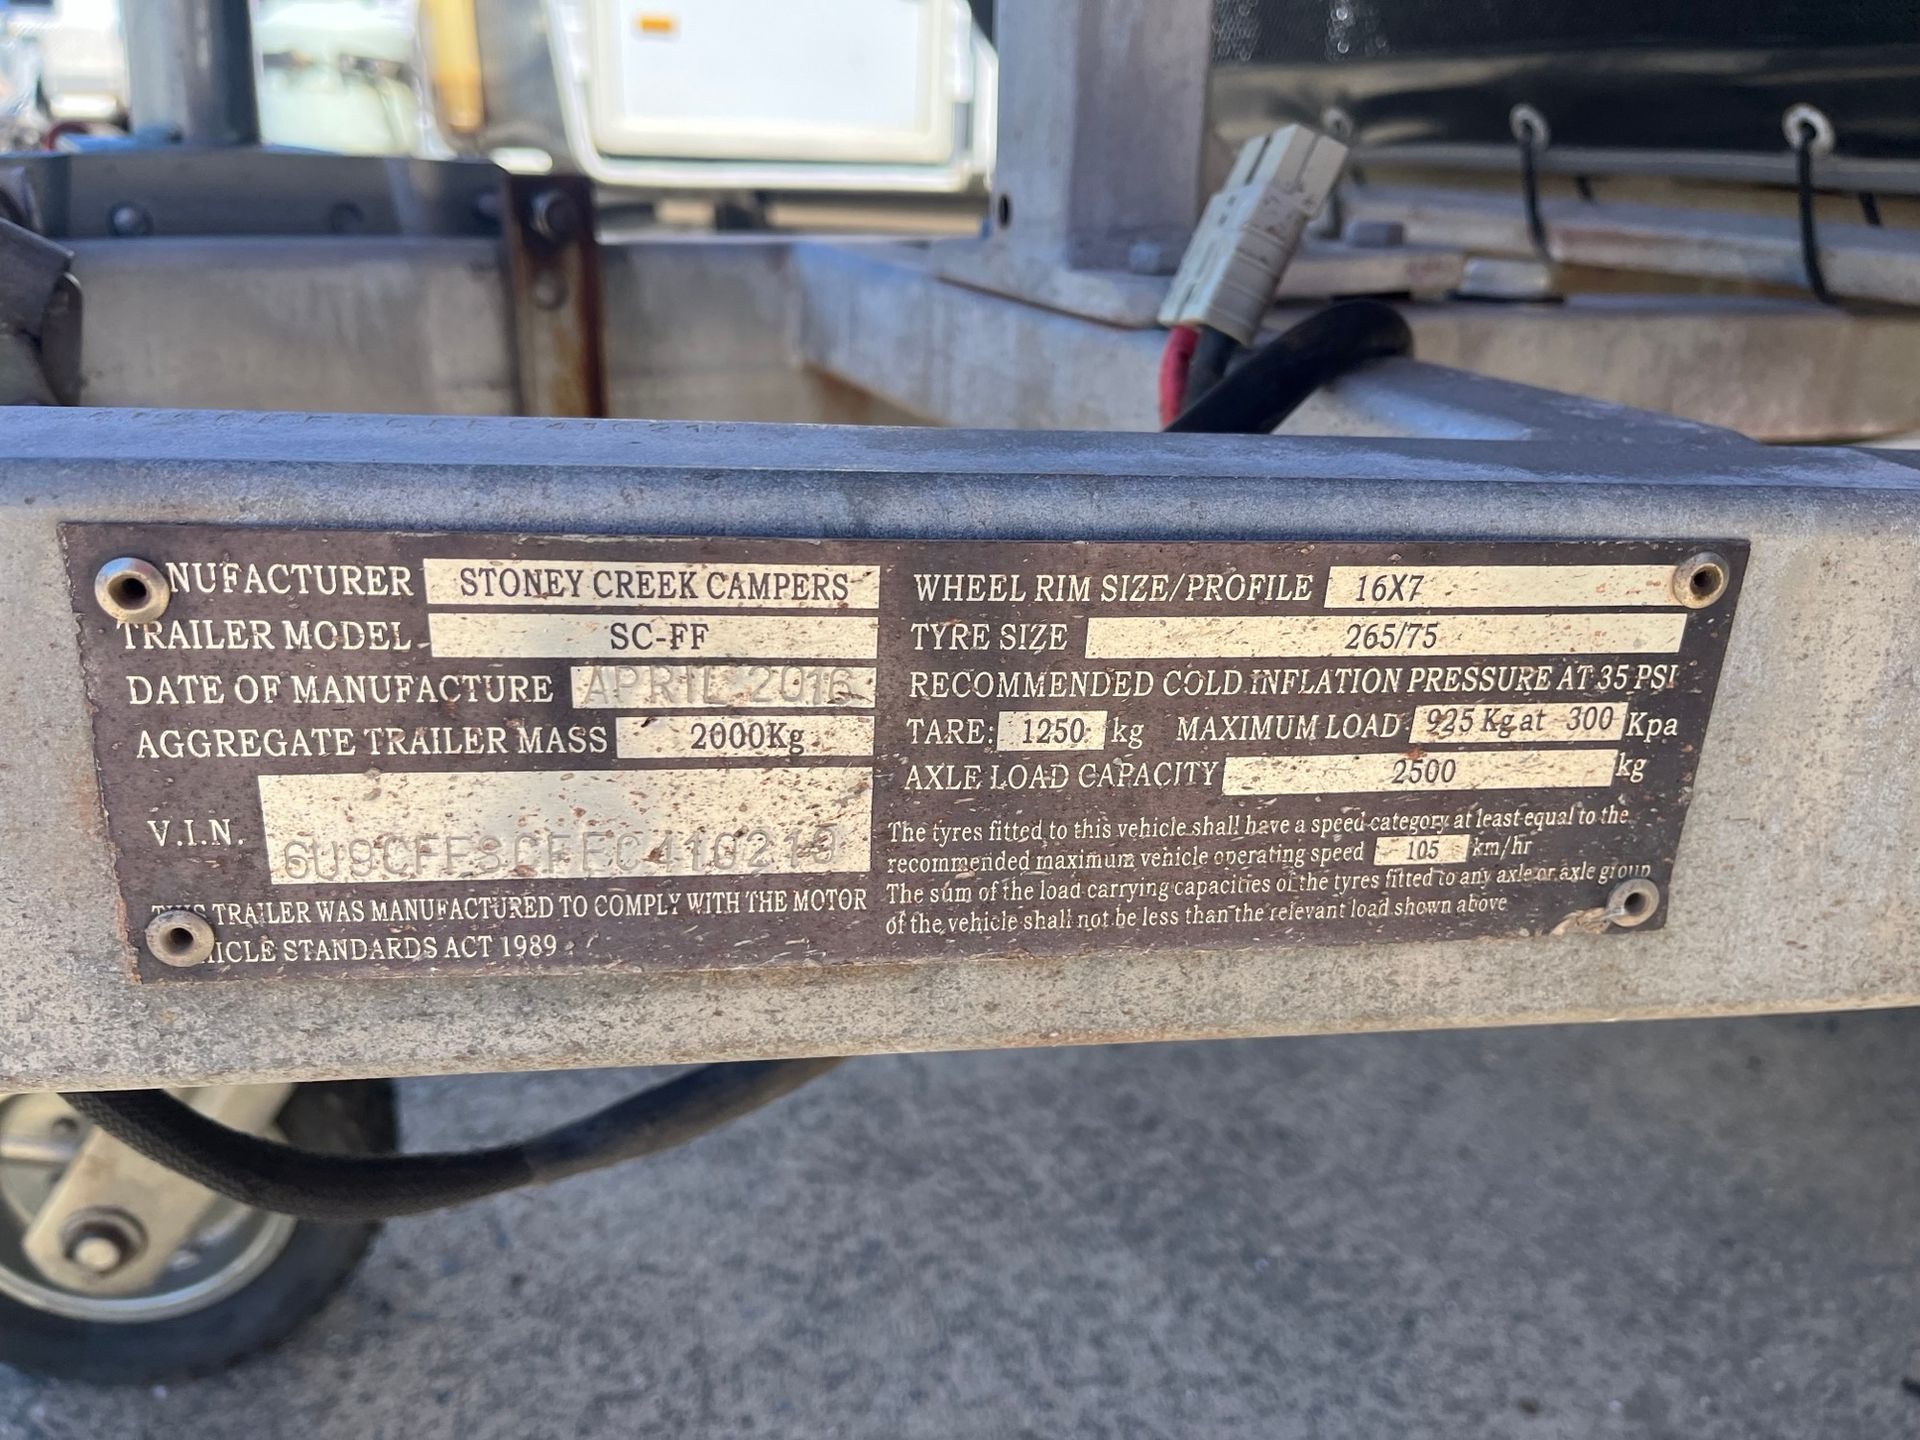 NUFACTURER STONEY CREEK CAMPERS
TRAILER MODEL SC-FF
DATE OF MANUFACTURE APRIL 2016
AGGREGATE TRAILER MASS 2000Kg
V.I.N. 6U9CFFSCFFC410219
THIS TRAILER WAS MANUFACTURED TO COMPLY WITH THE MOTOR
HICLE STANDARDS ACT 1989
WHEEL RIM SIZE/PROFILE 16X7
TYRE SIZE 265/75
RECOMMENDED COLD INFLATION PRESSURE AT 35 PSI
TARE: 1250 kg MAXIMUM LOAD 925 Kg at 300 Kpa
AXLE LOAD CAPACITY 2500 kg
The tyres fitted to this vehicle shall have a speed category at least equal to the
recommended maximum vehicle operating speed 105 km/hr
The sum of the load carrying capacities of the tyres fitted to any axle or axle group
of the vehicle shall not be less than the relevant load shown above